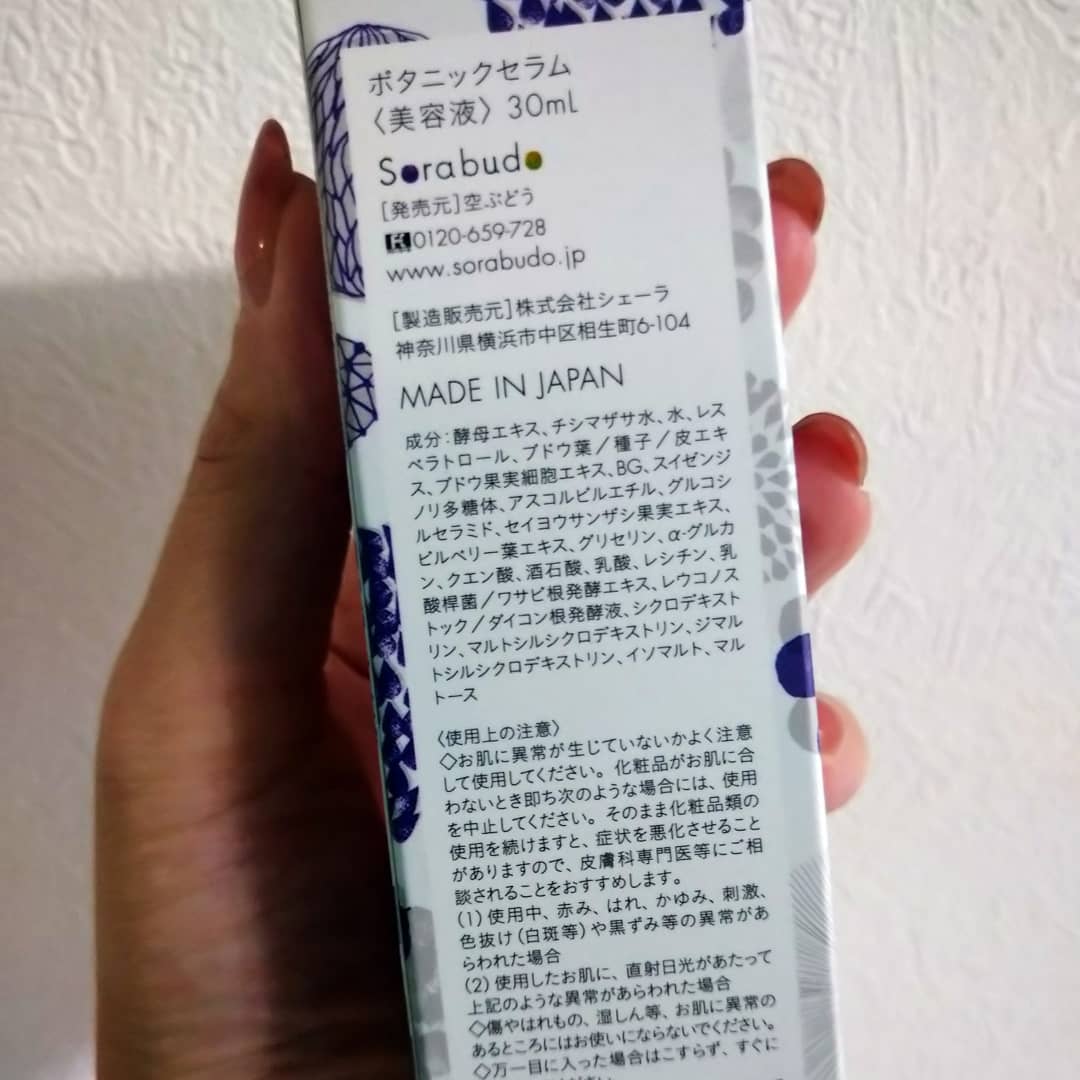 ボタニックセラム
〈美容液〉 30mL
Sorabudo
[発売元]空ぶどう
0120-659-728
www.sorabudo.jp
[製造販売元]株式会社シェーラ
神奈川県横浜市中区相生町6-104
MADE IN JAPAN
成分:酵母エキス、チシマザサ水、水、レス
ベラトロール、ブドウ葉/種子/皮エキ
ス、ブドウ果実細胞エキス、BG、スイゼンジ
ノリ多糖体、アスコルビルエチル、グルコシ
ルセラミド、セイヨウサンザシ果実エキス、
ビルベリー葉エキス、グリセリン、α-グルカ
ン、クエン酸、酒石酸、乳酸、レシチン、乳
酸桿菌/ワサビ根発酵エキス、レウコノス
トック/ダイコン根発酵液、シクロデキスト
リン、マルトシルシクロデキストリン、ジマル
トシルシクロデキストリン、イソマルト、マル
トース
〈使用上の注意〉
◇お肌に異常が生じていないかよく注意
して使用してください。化粧品がお肌に合
わないとき即ち次のような場合には、使用
を中止してください。そのまま化粧品類の
使用を続けますと、症状を悪化させること
がありますので、皮膚科専門医等にご相
談されることをおすすめします。
(1)使用中、赤み、はれ、かゆみ、刺激、
色抜け(白斑等)や黒ずみ等の異常があ
らわれた場合
(2)使用したお肌に、直射日光があたって
上記のような異常があらわれた場合
◇傷やはれもの、湿しん等、お肌に異常の
あるところにはお使いにならないでください。
◇万一目に入った場合はこすらず、すぐに